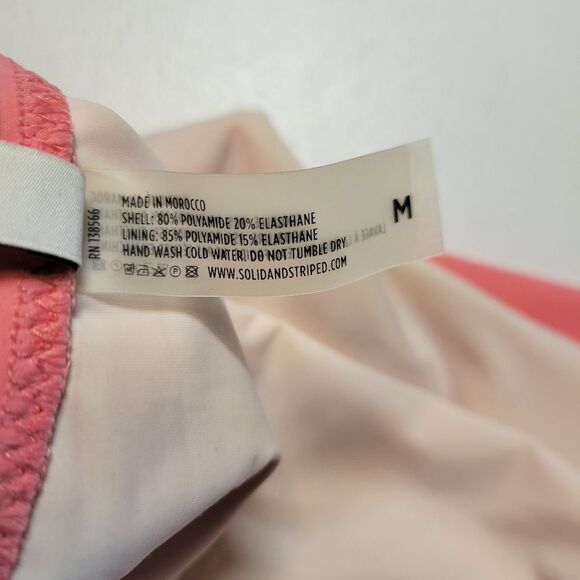 RN 138566
MADE IN MOROCCO
SHELL: 80% POLYAMIDE 20% ELASTHANE
LINING: 85% POLYAMIDE 15% ELASTHANE
HAND WASH COLD WATER. DO NOT TUMBLE DRY.
WWW.SOLIDANDSTRIPED.COM
M